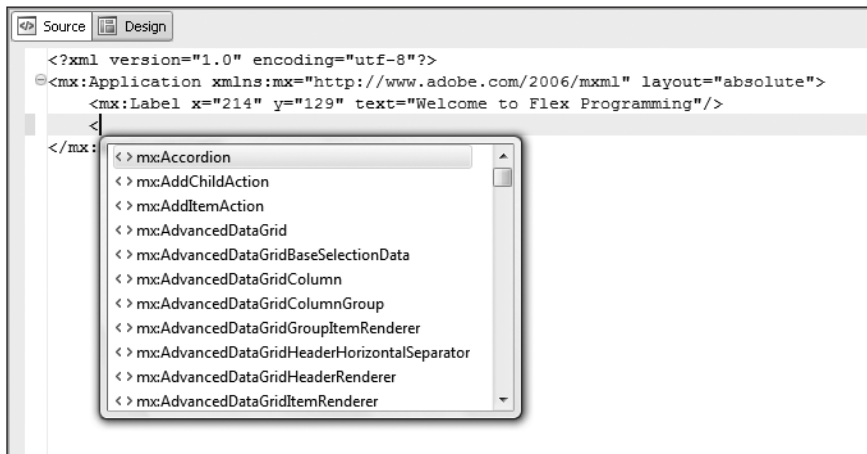 Source Design
<?xml version="1.0" encoding="utf-8"?>
<mx:Application xmlns:mx="http://www.adobe.com/2006/mxml" layout="absolute">
<mx:Label x="214" y="129" text="Welcome to Flex Programming"/>
<
</mx:
< > mx:Accordion
< > mx:AddChildAction
< > mx:AddItemAction
< > mx:AdvancedDataGrid
< > mx:AdvancedDataGridBaseSelectionData
< > mx:AdvancedDataGridColumn
< > mx:AdvancedDataGridColumnGroup
< > mx:AdvancedDataGridGroupItemRenderer
< > mx:AdvancedDataGridHeaderHorizontalSeparator
< > mx:AdvancedDataGridHeaderRenderer
< > mx:AdvancedDataGridItemRenderer